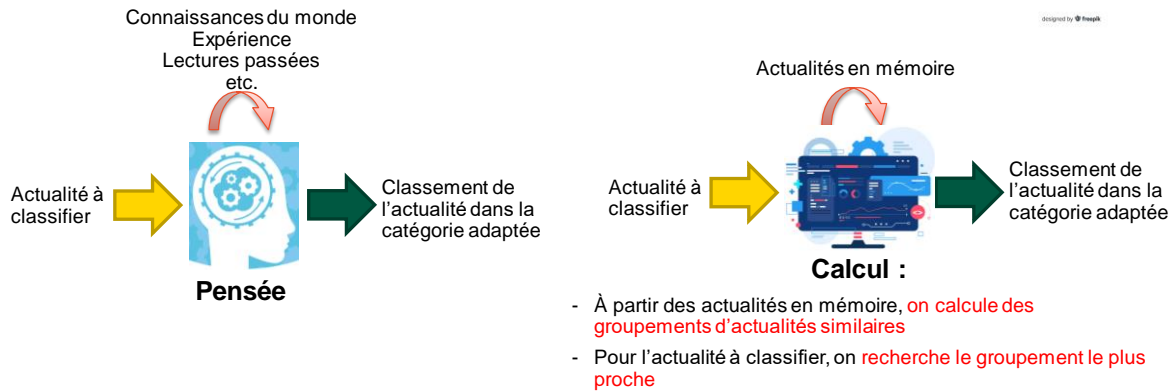 Connaissances du monde
Expérience
Lectures passées
etc.
Actualité à
classifier
Classement de
l'actualité dans la
catégorie adaptée
Pensée
designed by freepik
Actualités en mémoire
Actualité à
classifier
Classement de
l'actualité dans la
catégorie adaptée
Calcul :
- À partir des actualités en mémoire, on calcule des
groupements d'actualités similaires
- Pour l'actualité à classifier, on recherche le groupement le plus
proche